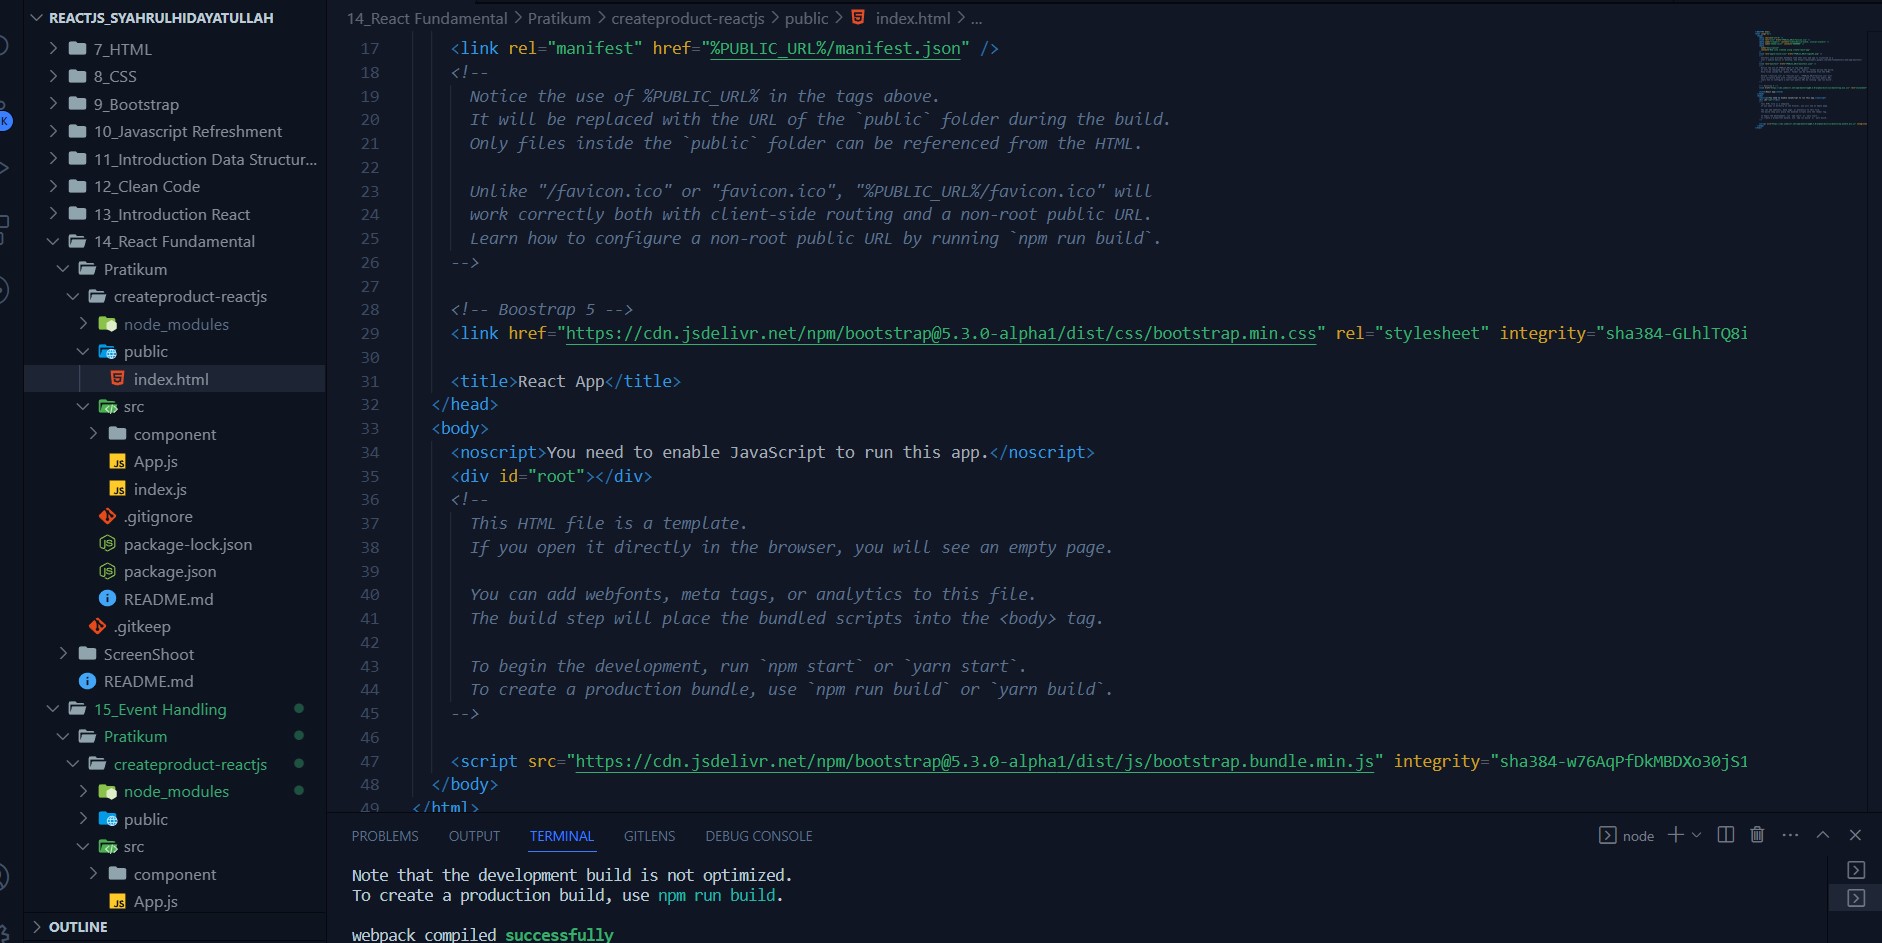 REACTJS_SYAHRULHIDAYATULLAH
7_HTML
8_CSS
9_Bootstrap
10_Javascript Refreshment
11_Introduction Data Structur...
12_Clean Code
13_Introduction React
14_React Fundamental
Pratikum
createproduct-reactjs
node_modules
public
index.html
src
component
App.js
index.js
.gitignore
package-lock.json
package.json
README.md
.gitkeep
ScreenShoot
README.md
15_Event Handling
Pratikum
createproduct-reactjs
node_modules
public
src
component
App.js
OUTLINE
14_React Fundamental > Pratikum > createproduct-reactjs > public > index.html > ...
17 <link rel="manifest" href="%PUBLIC_URL%/manifest.json" />
18 <!--
19 Notice the use of %PUBLIC_URL% in the tags above.
20 It will be replaced with the URL of the `public` folder during the build.
21 Only files inside the `public` folder can be referenced from the HTML.
22
23 Unlike "/favicon.ico" or "favicon.ico", "%PUBLIC_URL%/favicon.ico" will
24 work correctly both with client-side routing and a non-root public URL.
25 Learn how to configure a non-root public URL by running `npm run build`.
26 -->
27
28 <!-- Boostrap 5 -->
29 <link href="https://cdn.jsdelivr.net/npm/bootstrap@5.3.0-alpha1/dist/css/bootstrap.min.css" rel="stylesheet" integrity="sha384-GLhlTQ8i
30
31 <title>React App</title>
32 </head>
33 <body>
34 <noscript>You need to enable JavaScript to run this app.</noscript>
35 <div id="root"></div>
36 <!--
37 This HTML file is a template.
38 If you open it directly in the browser, you will see an empty page.
39
40 You can add webfonts, meta tags, or analytics to this file.
41 The build step will place the bundled scripts into the <body> tag.
42
43 To begin the development, run `npm start` or `yarn start`.
44 To create a production bundle, use `npm run build` or `yarn build`.
45 -->
46
47 <script src="https://cdn.jsdelivr.net/npm/bootstrap@5.3.0-alpha1/dist/js/bootstrap.bundle.min.js" integrity="sha384-w76AqPfDkMBDXo30jS1
48 </body>
49 </html>
PROBLEMS OUTPUT TERMINAL GITLENS DEBUG CONSOLE node
Note that the development build is not optimized.
To create a production build, use npm run build.
webpack compiled successfully